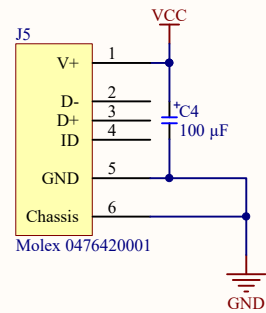 VCC
J5
V+ 1
+
C4
100 µF
D- 2
D+ 3
ID 4
GND 5
Chassis 6
Molex 0476420001
GND